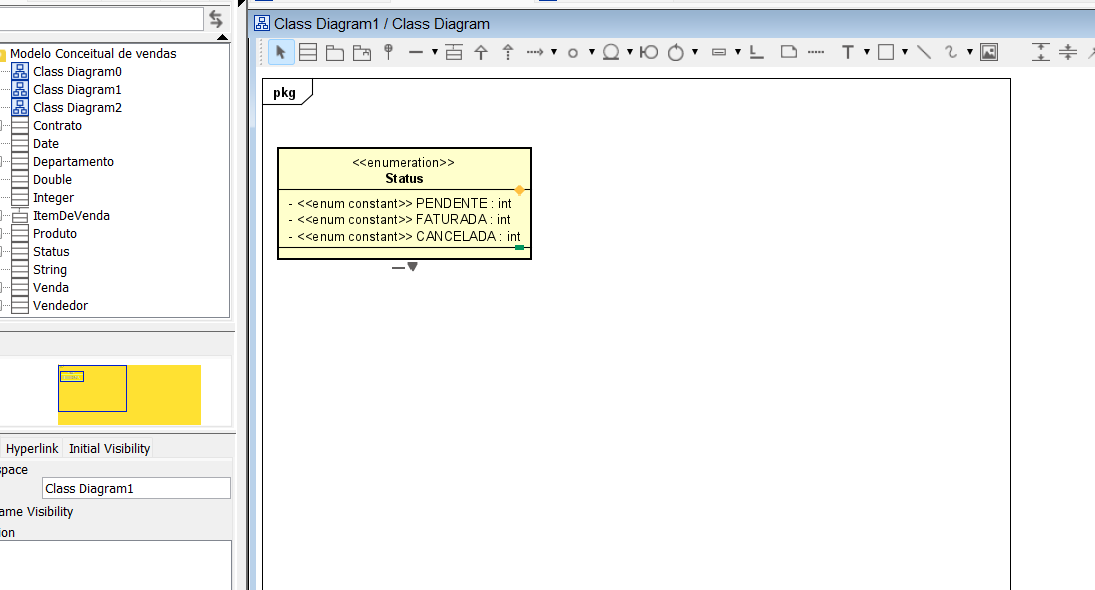 Class Diagram1 / Class Diagram
Modelo Conceitual de vendas
Class Diagram0
Class Diagram1
Class Diagram2
Contrato
Date
Departamento
Double
Integer
ItemDeVenda
Produto
Status
String
Venda
Vendedor
Hyperlink Initial Visibility
space
Class Diagram1
ame Visibility
ion
T
pkg
<<enumeration>>
Status
- <<enum constant>> PENDENTE : int
- <<enum constant>> FATURADA : int
- <<enum constant>> CANCELADA : int